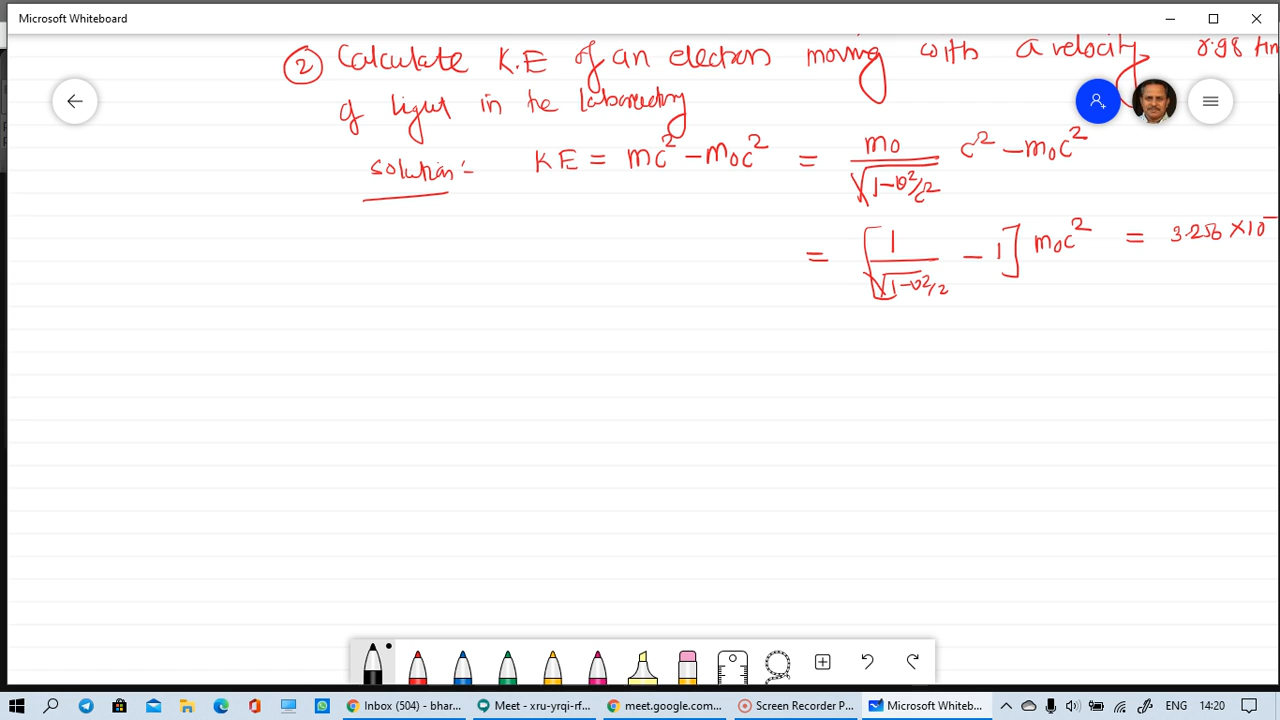 Microsoft Whiteboard
② Calculate K.E of an electron moving with a velocity 0.98 tim
of light in the laboractory
solution:- KE = mc² - m₀c² = m₀/√(1-v²/c²) c² - m₀c²
= [1/√(1-v²/2) - 1] m₀c² = 3.256 × 10⁻
Inbox (504) – bhar...
Meet - xru-yrqi-rf...
meet.google.com...
Screen Recorder P...
Microsoft Whiteb...
ENG
14:20